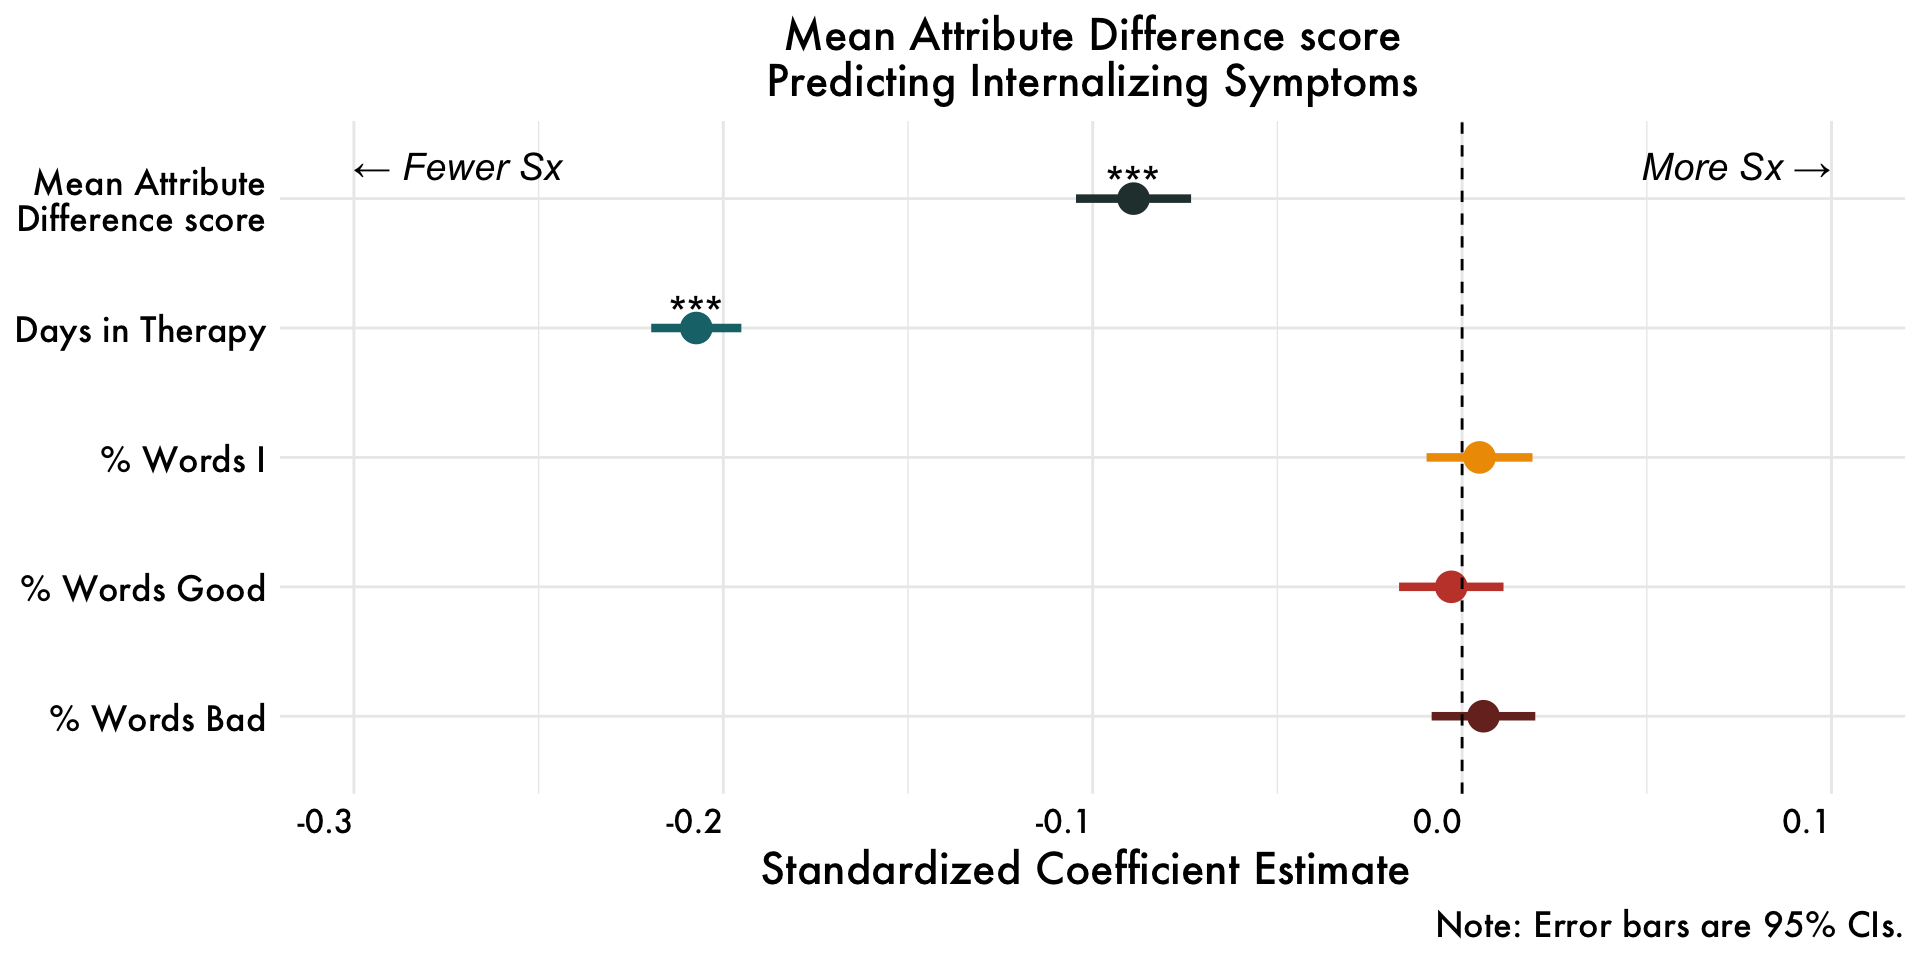 Mean Attribute Difference score
Predicting Internalizing Symptoms
← Fewer Sx
More Sx →
Mean Attribute
Difference score
***
Days in Therapy
***
% Words I
% Words Good
% Words Bad
-0.3
-0.2
-0.1
0.0
0.1
Standardized Coefficient Estimate
Note: Error bars are 95% CIs.